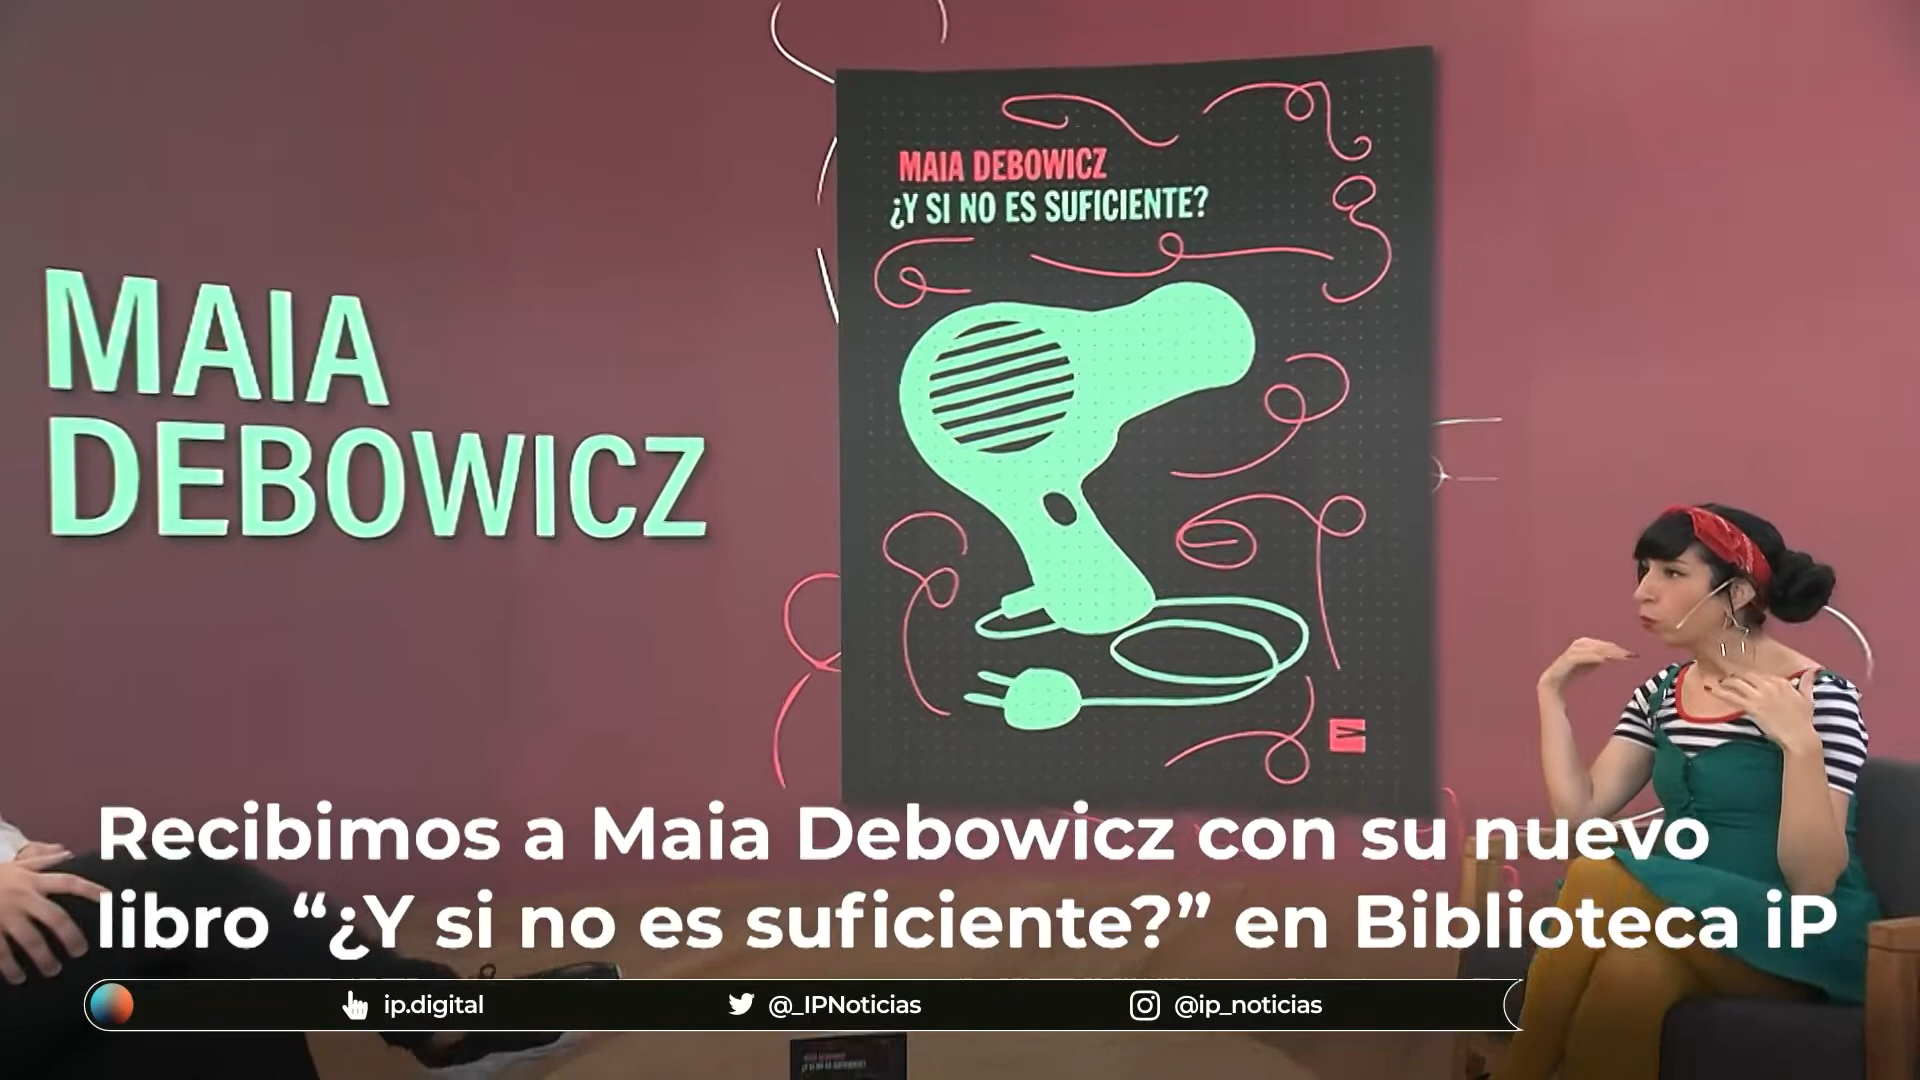 MAIA DEBOWICZ
¿Y SI NO ES SUFICIENTE?
MAIA
DEBOWICZ
Recibimos a Maia Debowicz con su nuevo
libro “¿Y si no es suficiente?” en Biblioteca iP
ip.digital
@_IPNoticias
@ip_noticias